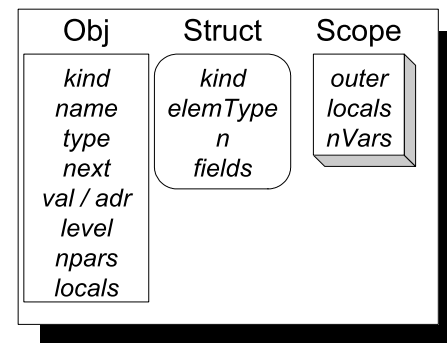 Obj
kind
name
type
next
val / adr
level
npars
locals
Struct
kind
elemType
n
fields
Scope
outer
locals
nVars